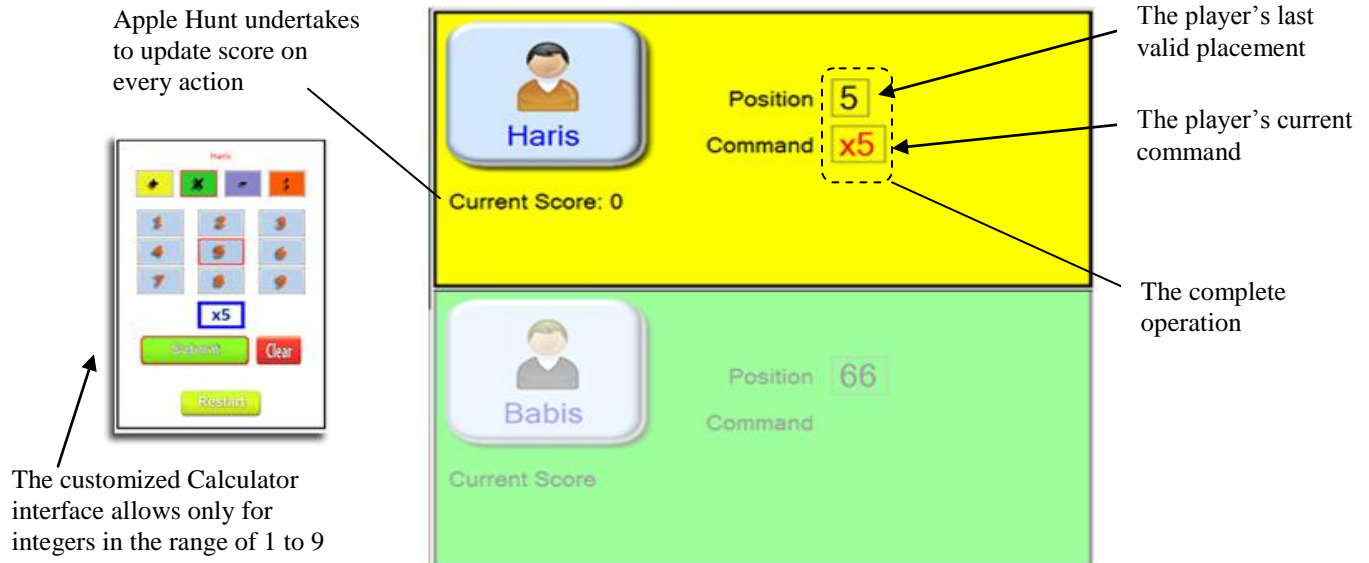 Apple Hunt undertakes
to update score on
every action
Haris
+ x - :
1 2 3
4 5 6
7 8 9
x5
Submit Clear
Restart
The customized Calculator
interface allows only for
integers in the range of 1 to 9
Haris
Position 5
Command x5
Current Score: 0
Babis
Position 66
Command
Current Score
The player’s last
valid placement
The player’s current
command
The complete
operation